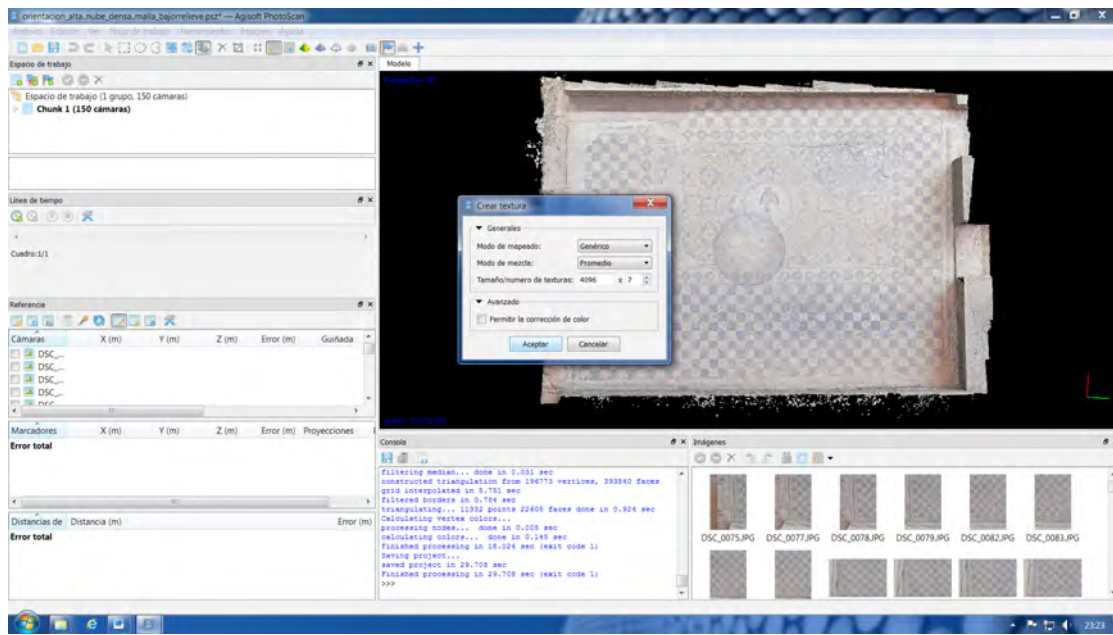 orientacion_alta.nube_densa.malla_bajorrelieve.psz* — Agisoft PhotoScan
Espacio de trabajo
Modelo
Espacio de trabajo (1 grupo, 150 cámaras)
Chunk 1 (150 cámaras)
Línea de tiempo
Cuadro:1/1
Crear textura
Generales
Modo de mapeado: Genérico
Modo de mezcla: Promedio
Tamaño/numero de texturas: 4096 x 7
Avanzado
Permitir la corrección de color
Aceptar Cancelar
Referencia
Cámaras X (m) Y (m) Z (m) Error (m) Guiñada
DSC_...
DSC_...
DSC_...
DSC_...
Marcadores X (m) Y (m) Z (m) Error (m) Proyecciones
Error total
Distancias de Distancia (m) Error (m)
Error total
Consola
filtering median... done in 0.031 sec
constructed triangulation from 196773 vertices, 393540 faces
grid interpolated in 5.751 sec
filtered borders in 0.784 sec
triangulating... 11332 points 22605 faces done in 0.924 sec
Calculating vertex colors...
processing nodes... done in 0.005 sec
calculating colors... done in 0.145 sec
Finished processing in 18.024 sec (exit code 1)
Saving project...
saved project in 29.708 sec
Finished processing in 29.708 sec (exit code 1)
>>>
Imágenes
DSC_0075.JPG DSC_0077.JPG DSC_0078.JPG DSC_0079.JPG DSC_0082.JPG DSC_0083.JPG
23:23